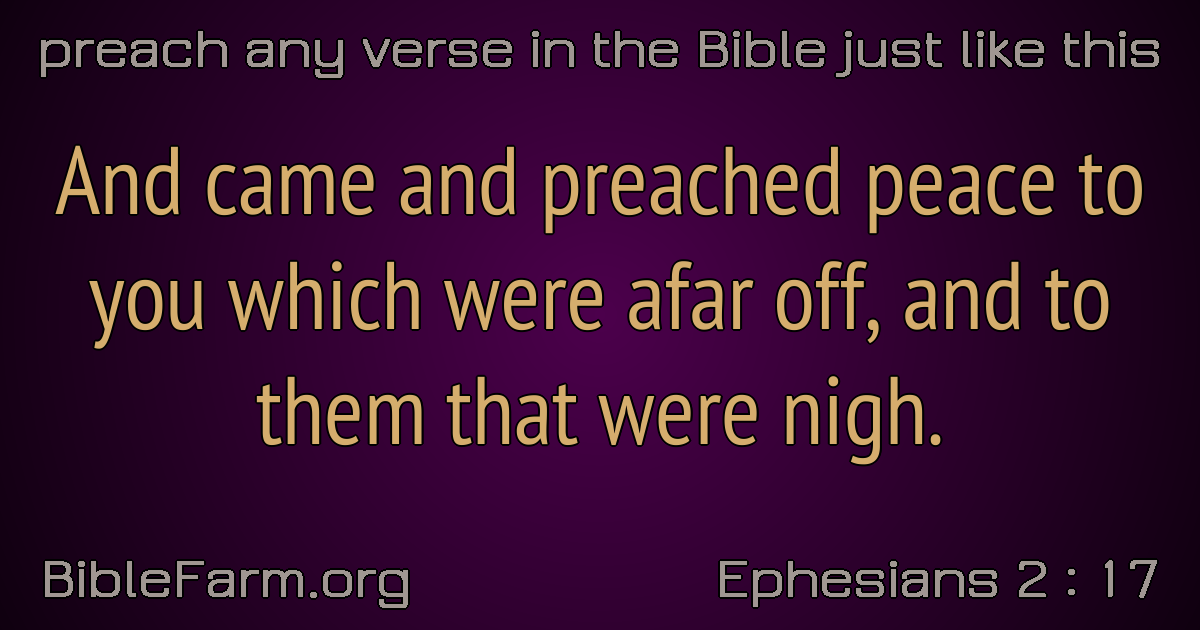 preach any verse in the Bible just like this
And came and preached peace to
you which were afar off, and to
them that were nigh.
BibleFarm.org
Ephesians 2 : 17